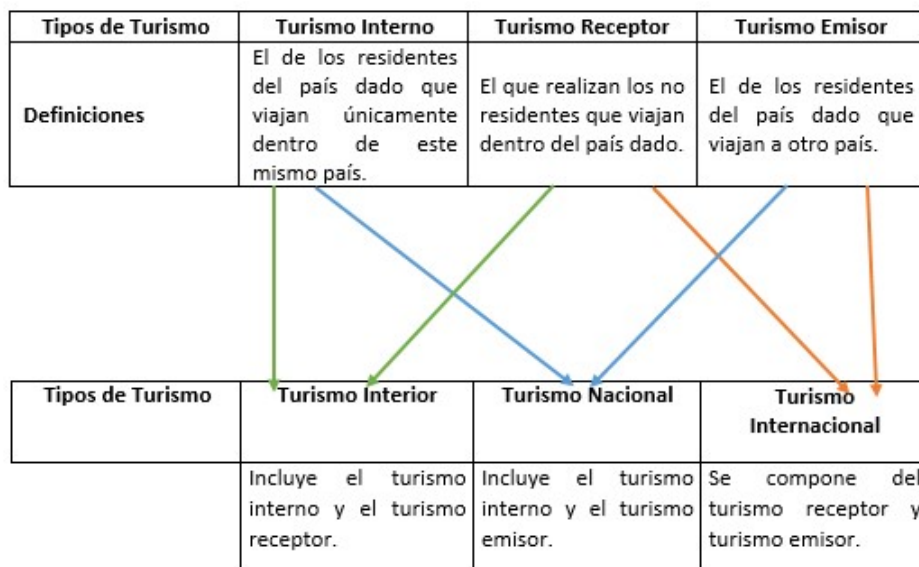 Tipos de Turismo Turismo Interno Turismo Receptor Turismo Emisor
Definiciones
El de los residentes
del país dado que
viajan únicamente
dentro de este
mismo país.
El que realizan los no
residentes que viajan
dentro del país dado.
El de los residentes
del país dado que
viajan a otro país.
Tipos de Turismo Turismo Interior Turismo Nacional Turismo
Internacional
Incluye el turismo
interno y el turismo
receptor.
Incluye el turismo
interno y el turismo
emisor.
Se compone del
turismo receptor y
turismo emisor.